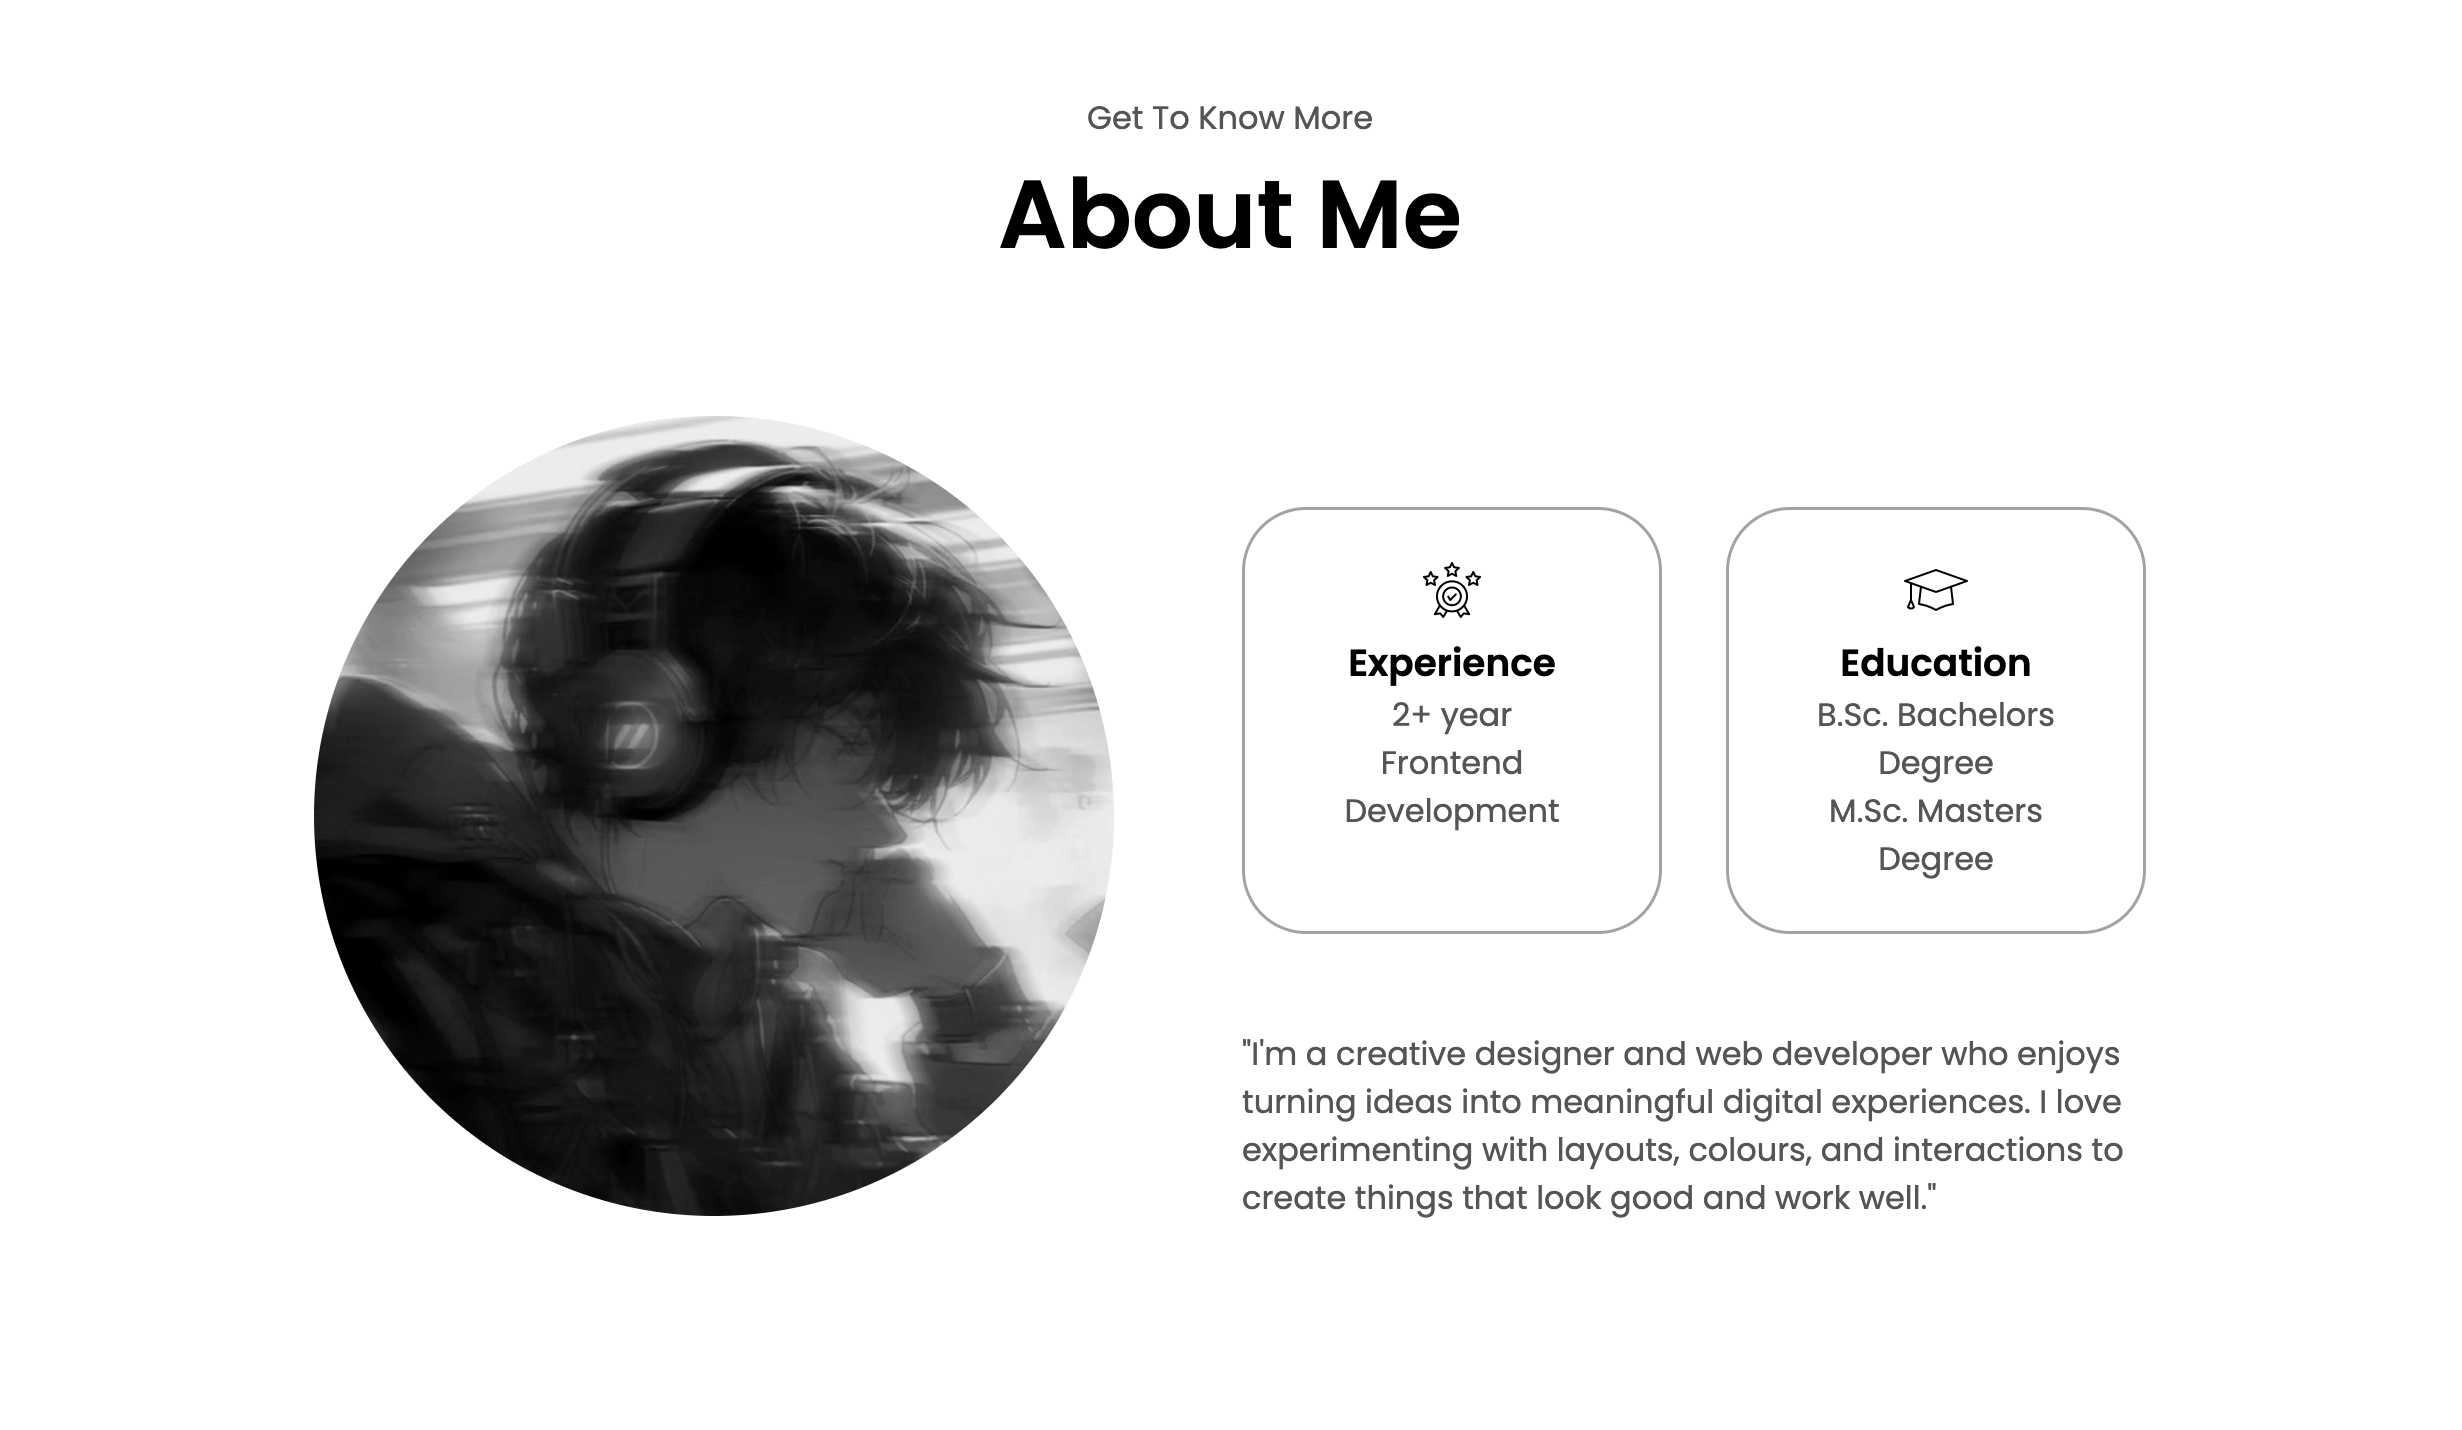 Get To Know More
About Me
Experience
2+ year
Frontend
Development
Education
B.Sc. Bachelors
Degree
M.Sc. Masters
Degree
"I'm a creative designer and web developer who enjoys
turning ideas into meaningful digital experiences. I love
experimenting with layouts, colours, and interactions to
create things that look good and work well."